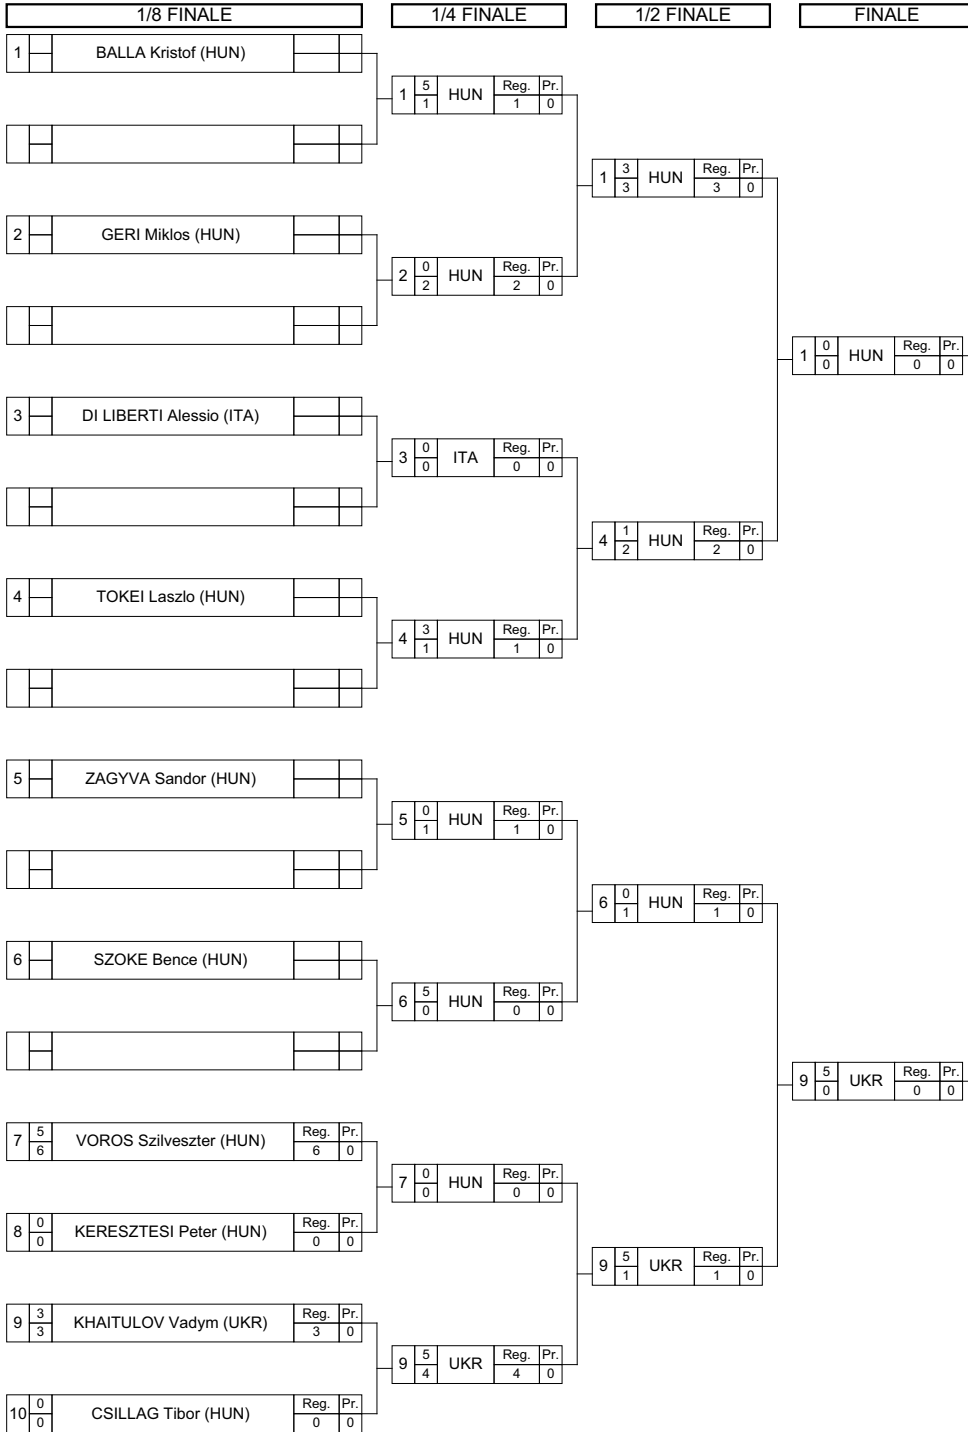 1/8 FINALE 1/4 FINALE 1/2 FINALE FINALE
1 BALLA Kristof (HUN)
1 5 1 HUN Reg. 1 Pr. 0
1 3 3 HUN Reg. 3 Pr. 0
2 GERI Miklos (HUN)
2 0 2 HUN Reg. 2 Pr. 0
1 0 0 HUN Reg. 0 Pr. 0
3 DI LIBERTI Alessio (ITA)
3 0 0 ITA Reg. 0 Pr. 0
4 1 2 HUN Reg. 2 Pr. 0
4 TOKEI Laszlo (HUN)
4 3 1 HUN Reg. 1 Pr. 0
5 ZAGYVA Sandor (HUN)
5 0 1 HUN Reg. 1 Pr. 0
6 0 1 HUN Reg. 1 Pr. 0
6 SZOKE Bence (HUN)
6 5 0 HUN Reg. 0 Pr. 0
9 5 0 UKR Reg. 0 Pr. 0
7 5 6 VOROS Szilveszter (HUN) Reg. 6 Pr. 0
7 0 0 HUN Reg. 0 Pr. 0
8 0 0 KERESZTESI Peter (HUN) Reg. 0 Pr. 0
9 5 1 UKR Reg. 1 Pr. 0
9 3 3 KHAITULOV Vadym (UKR) Reg. 3 Pr. 0
9 5 4 UKR Reg. 4 Pr. 0
10 0 0 CSILLAG Tibor (HUN) Reg. 0 Pr. 0